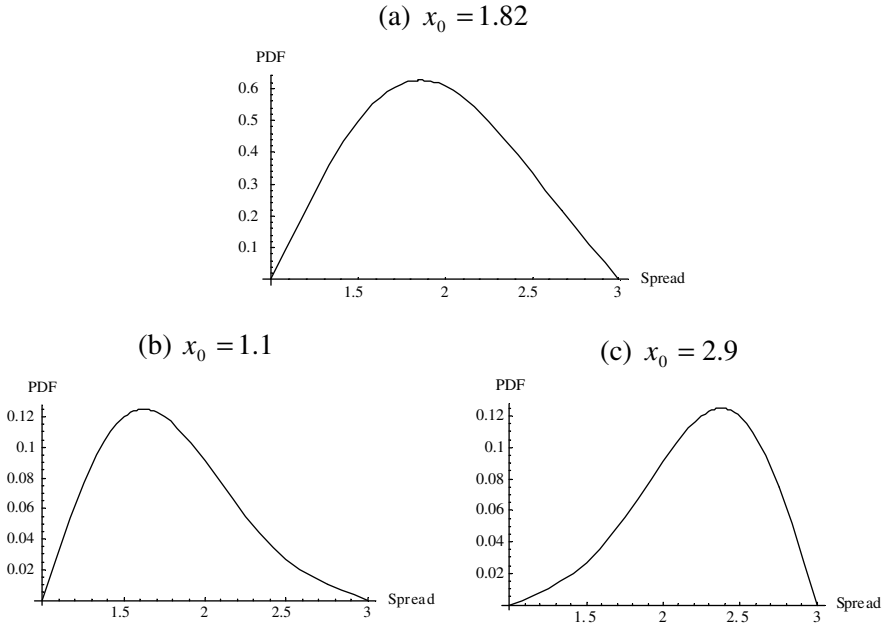 (a) x₀ = 1.82
PDF
0.6
0.5
0.4
0.3
0.2
0.1
1.5 2 2.5 3 Spread
(b) x₀ = 1.1
PDF
0.12
0.1
0.08
0.06
0.04
0.02
1.5 2 2.5 3 Spread
(c) x₀ = 2.9
PDF
0.12
0.1
0.08
0.06
0.04
0.02
1.5 2 2.5 3 Spread